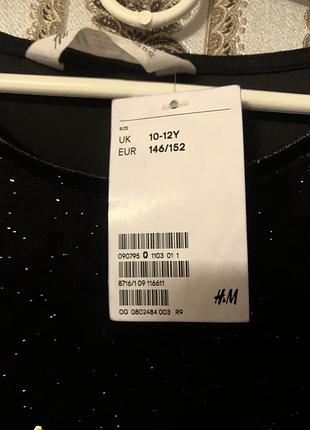 SIZE
UK 10-12Y
EUR 146/152
090795 0 1103 01 1
8716/1 09 116611
H&M
OG 0802484 003 R9